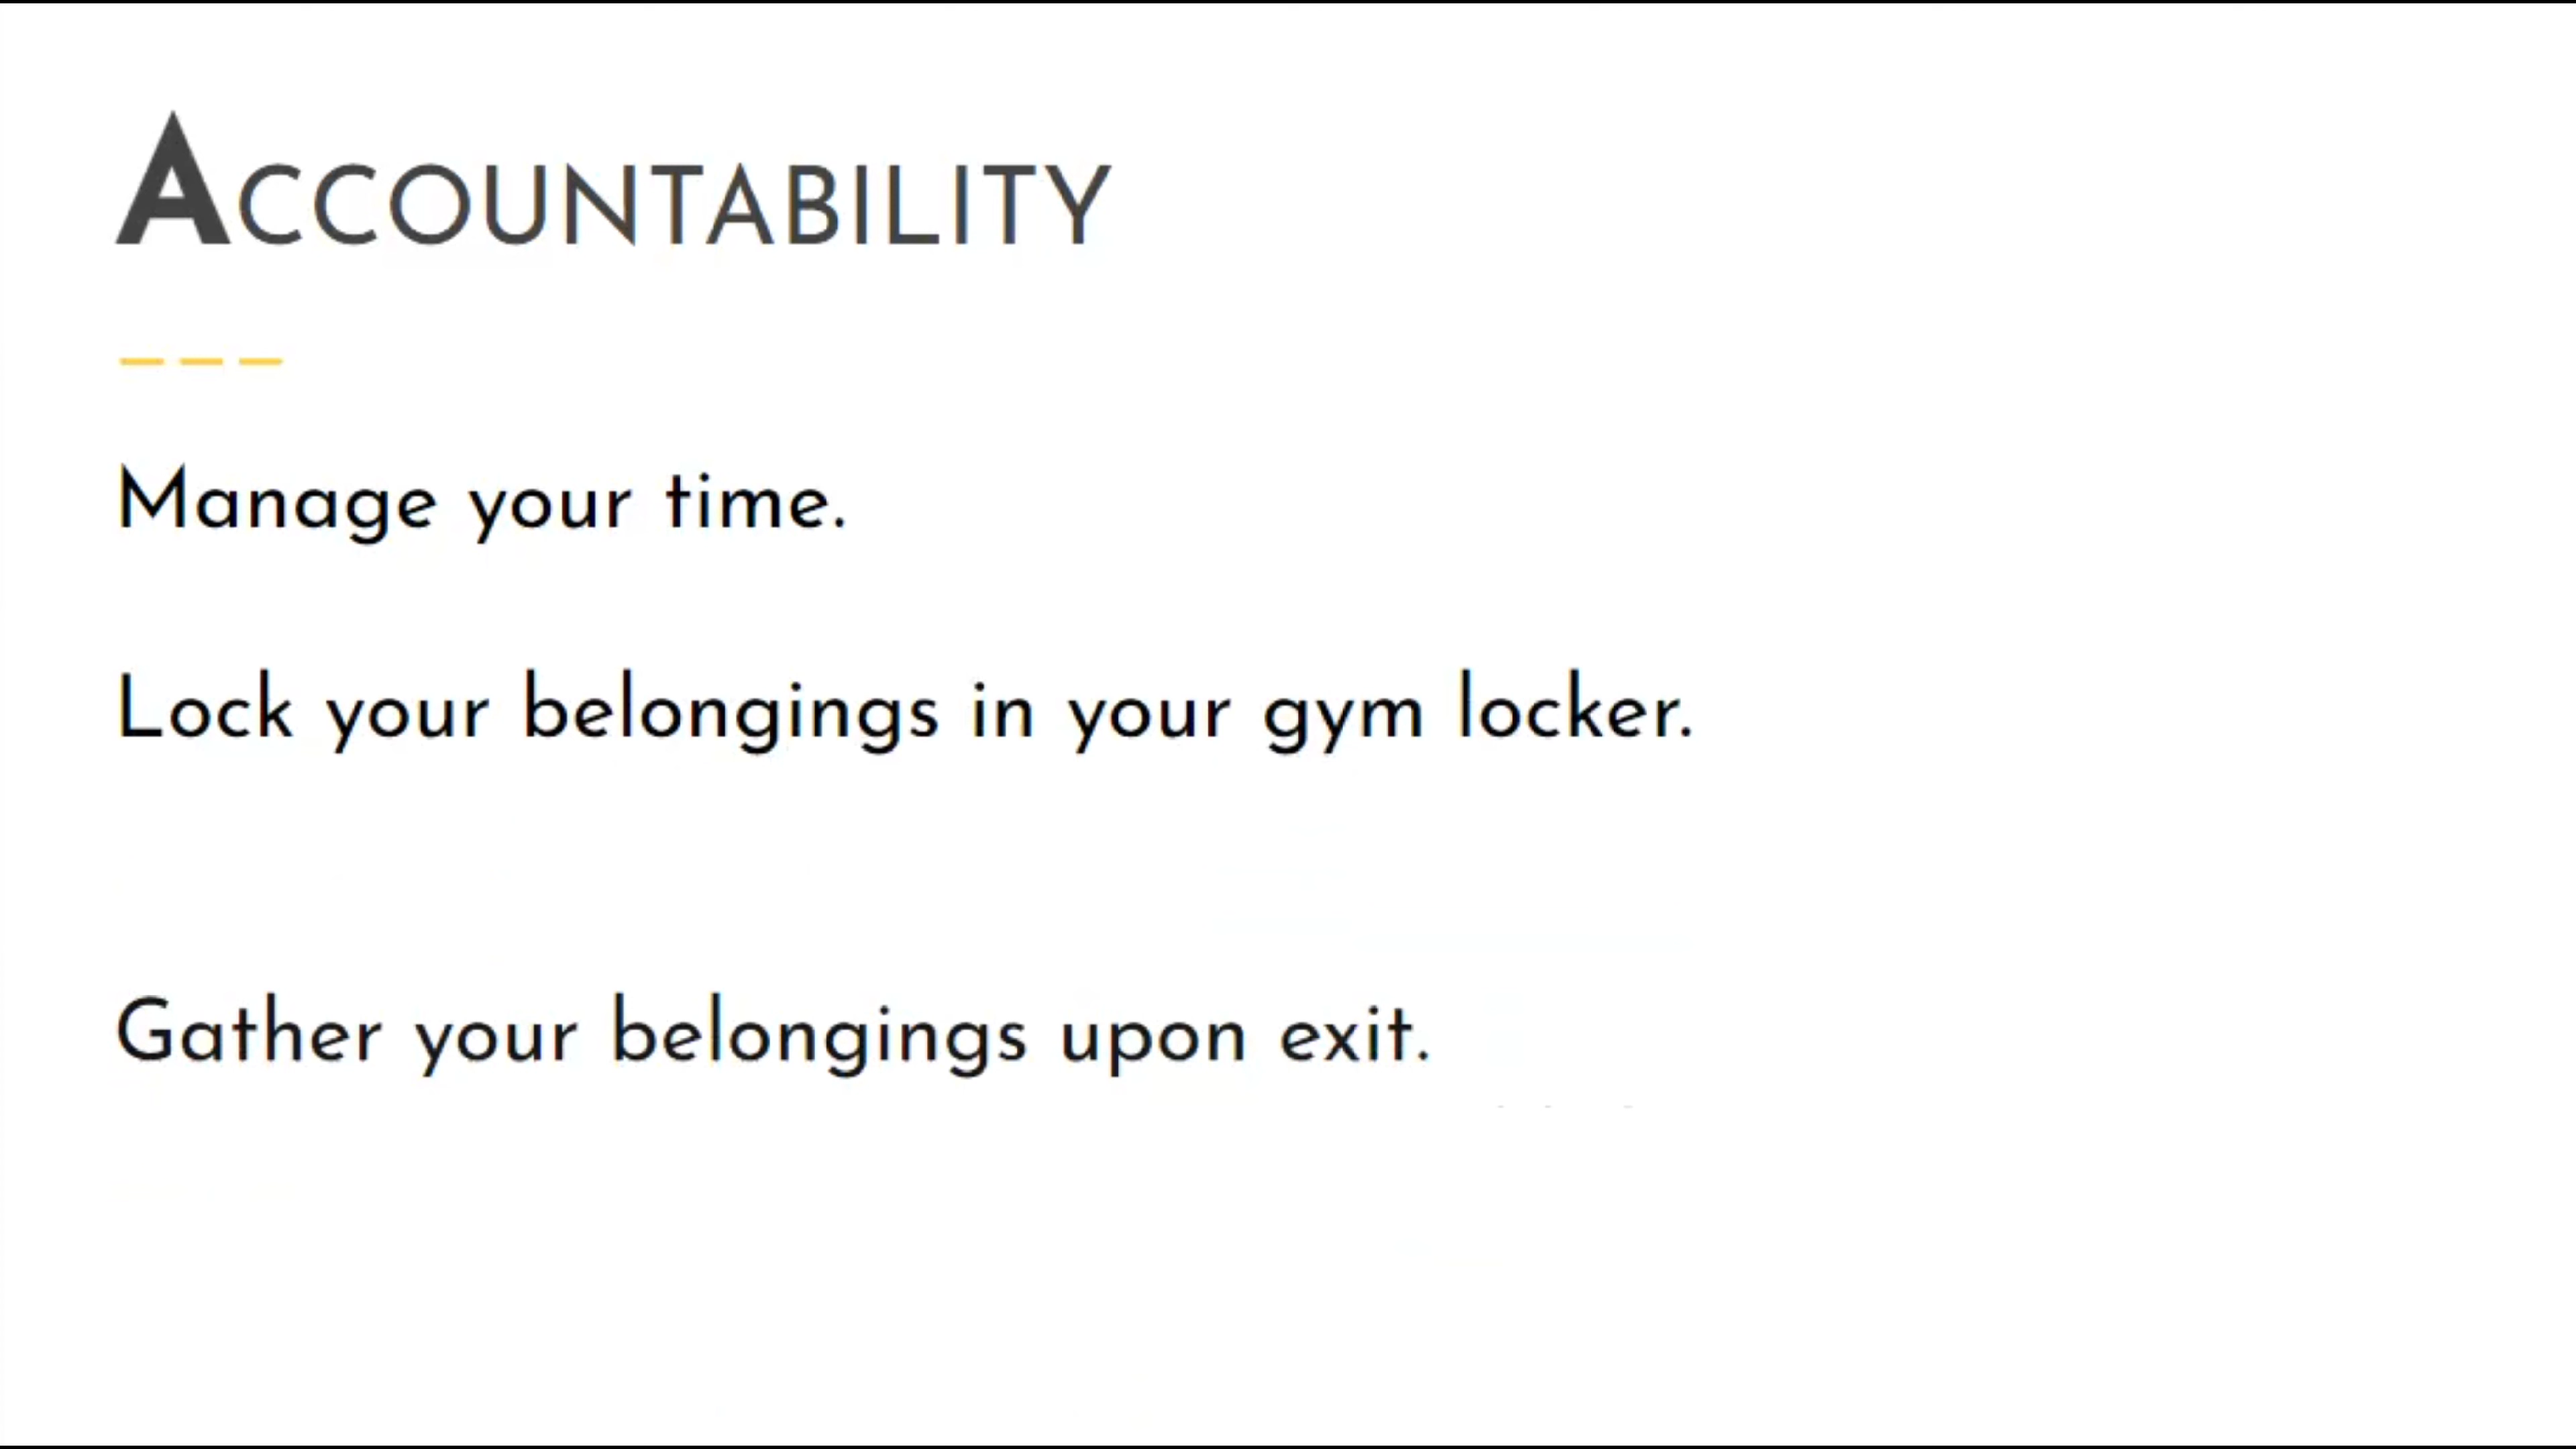 ACCOUNTABILITY
Manage your time.
Lock your belongings in your gym locker.
Gather your belongings upon exit.